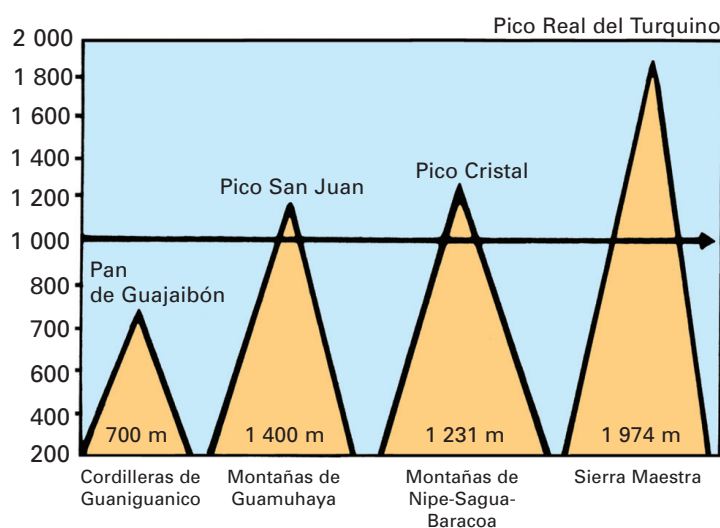 Pico Real del Turquino
2 000
1 800
1 600
1 400
1 200
1 000
800
700
600
400
200
Pico San Juan
Pico Cristal
Pan
de Guajaibón
700 m
1 400 m
1 231 m
1 974 m
Cordilleras de
Guaniguanico
Montañas de
Guamuhaya
Montañas de
Nipe-Sagua-
Baracoa
Sierra Maestra